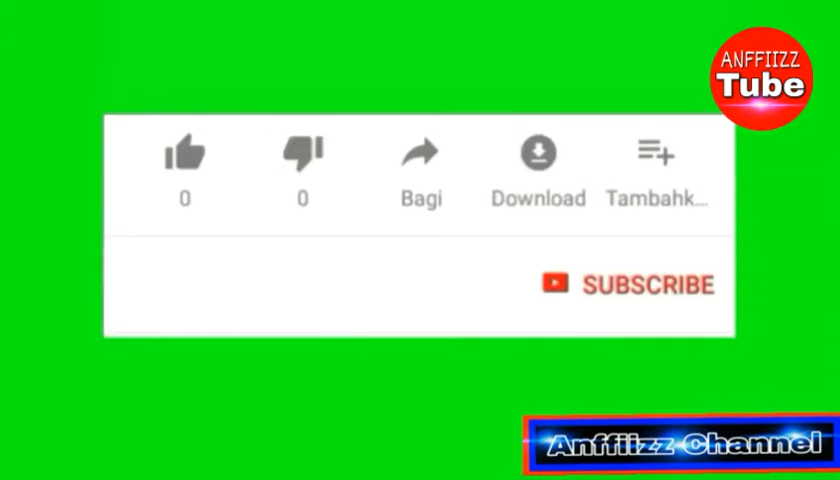 ANFFIIZZ
Tube
0 0 Bagi Download Tambahk...
SUBSCRIBE
Anffiizz Channel